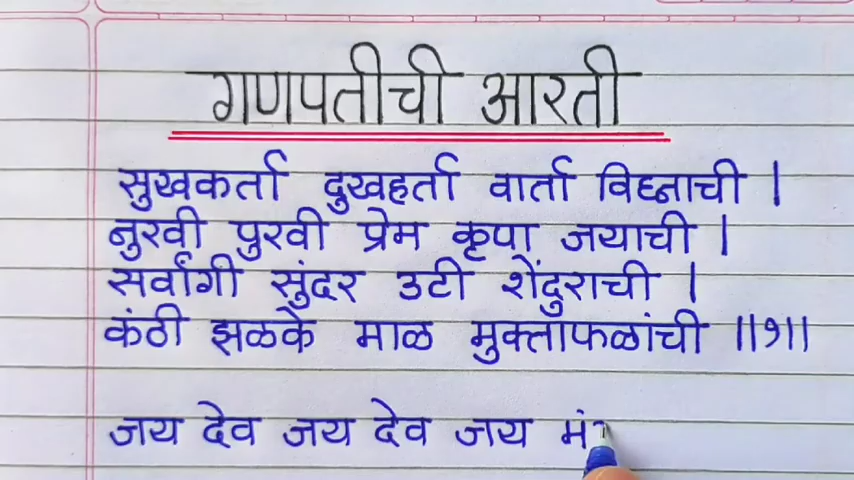 गणपतीची आरती
सुखकर्ता दुखहर्ता वार्ता विघ्नाची |
नुरवी पुरवी प्रेम कृपा जयाची |
सर्वांगी सुंदर उटी शेंदुराची |
कंठी झळके माळ मुक्ताफळांची ||१||
जय देव जय देव जय मं